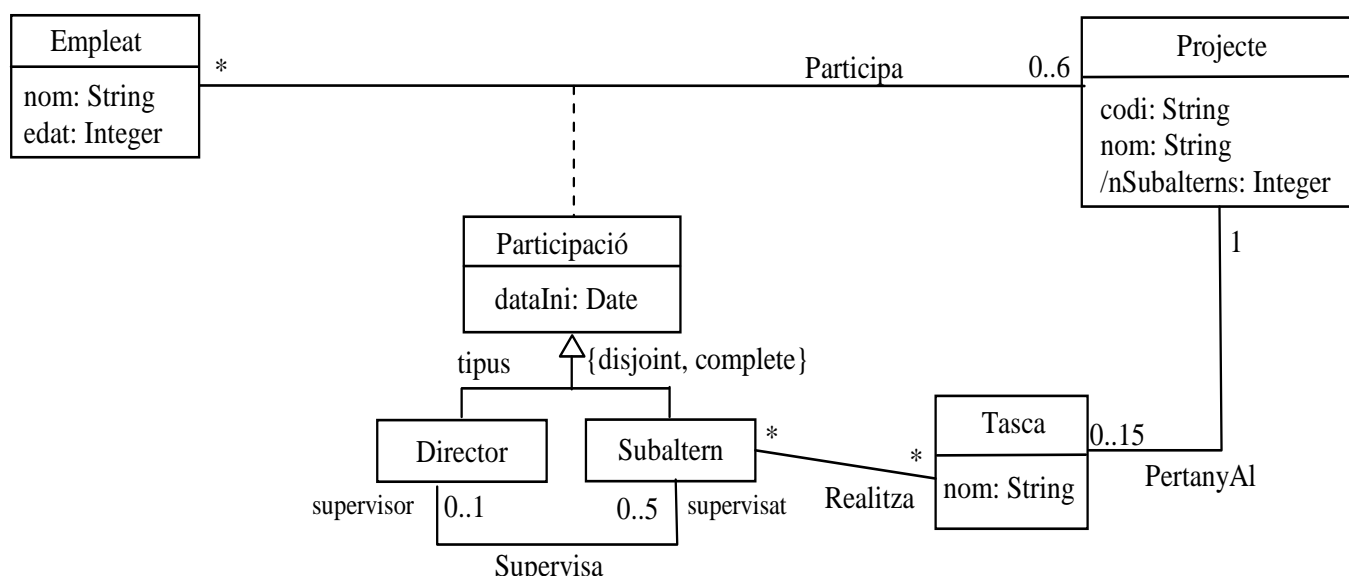 Empleat
nom: String
edat: Integer
*
Participa
0..6
Projecte
codi: String
nom: String
/nSubalterns: Integer
1
Participació
dataIni: Date
tipus
{disjoint, complete}
Director
Subaltern
*
*
Realitza
Tasca
nom: String
0..15
PertanyAl
supervisor
0..1
0..5
supervisat
Supervisa